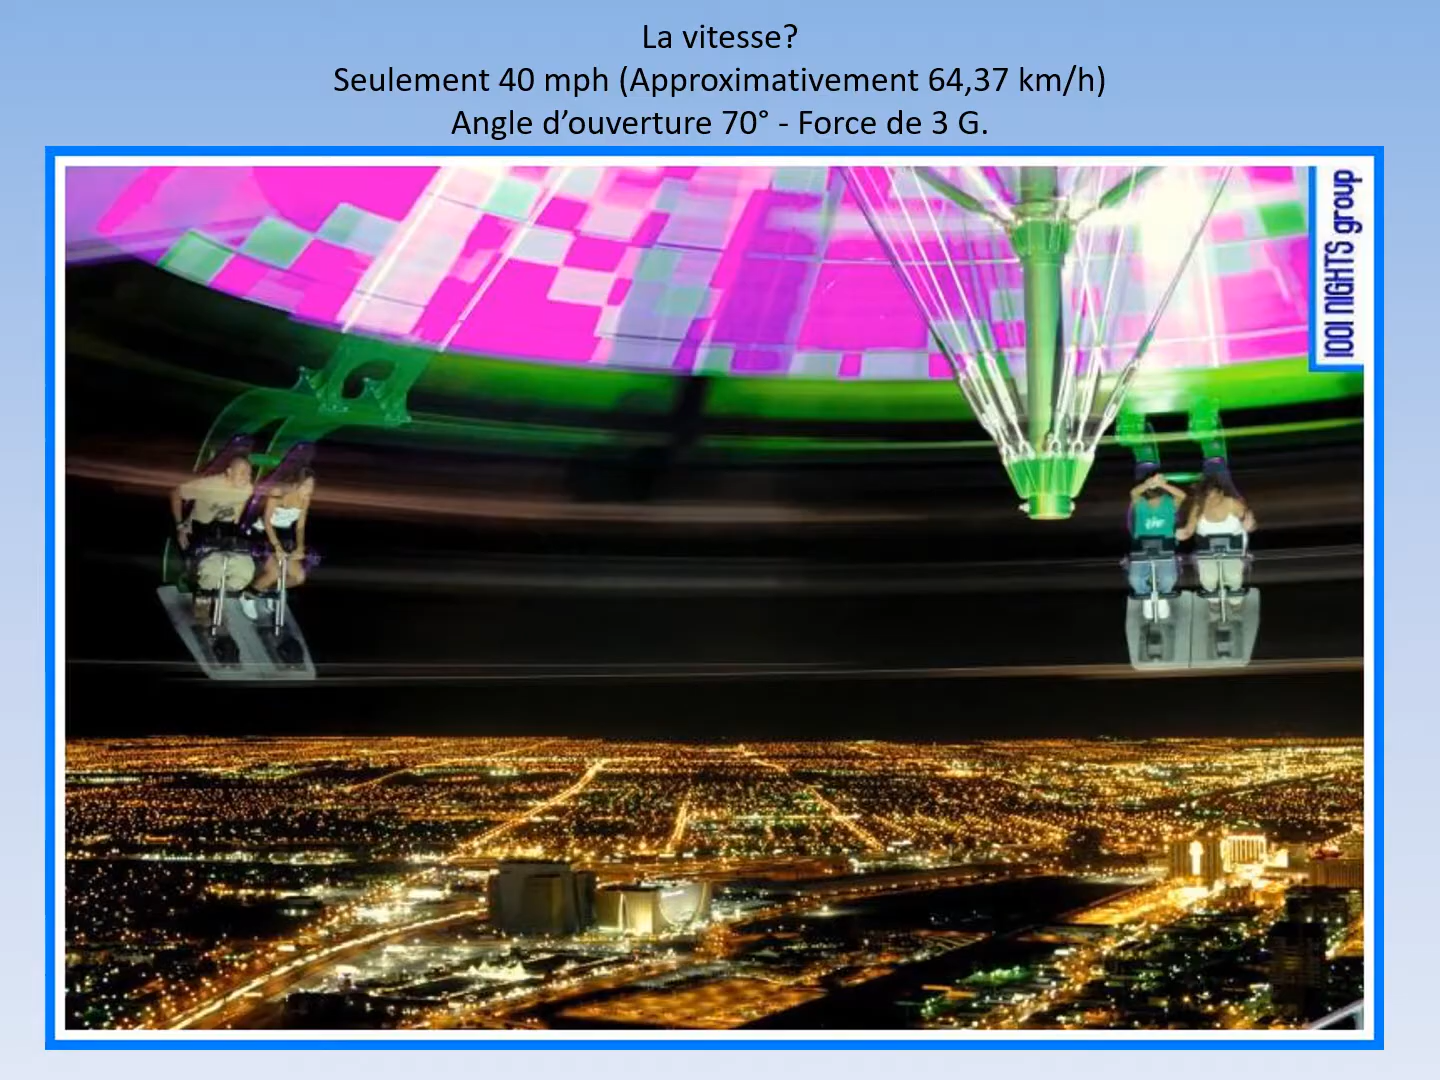 La vitesse?
Seulement 40 mph (Approximativement 64,37 km/h)
Angle d’ouverture 70° - Force de 3 G.
1001 NIGHTS group